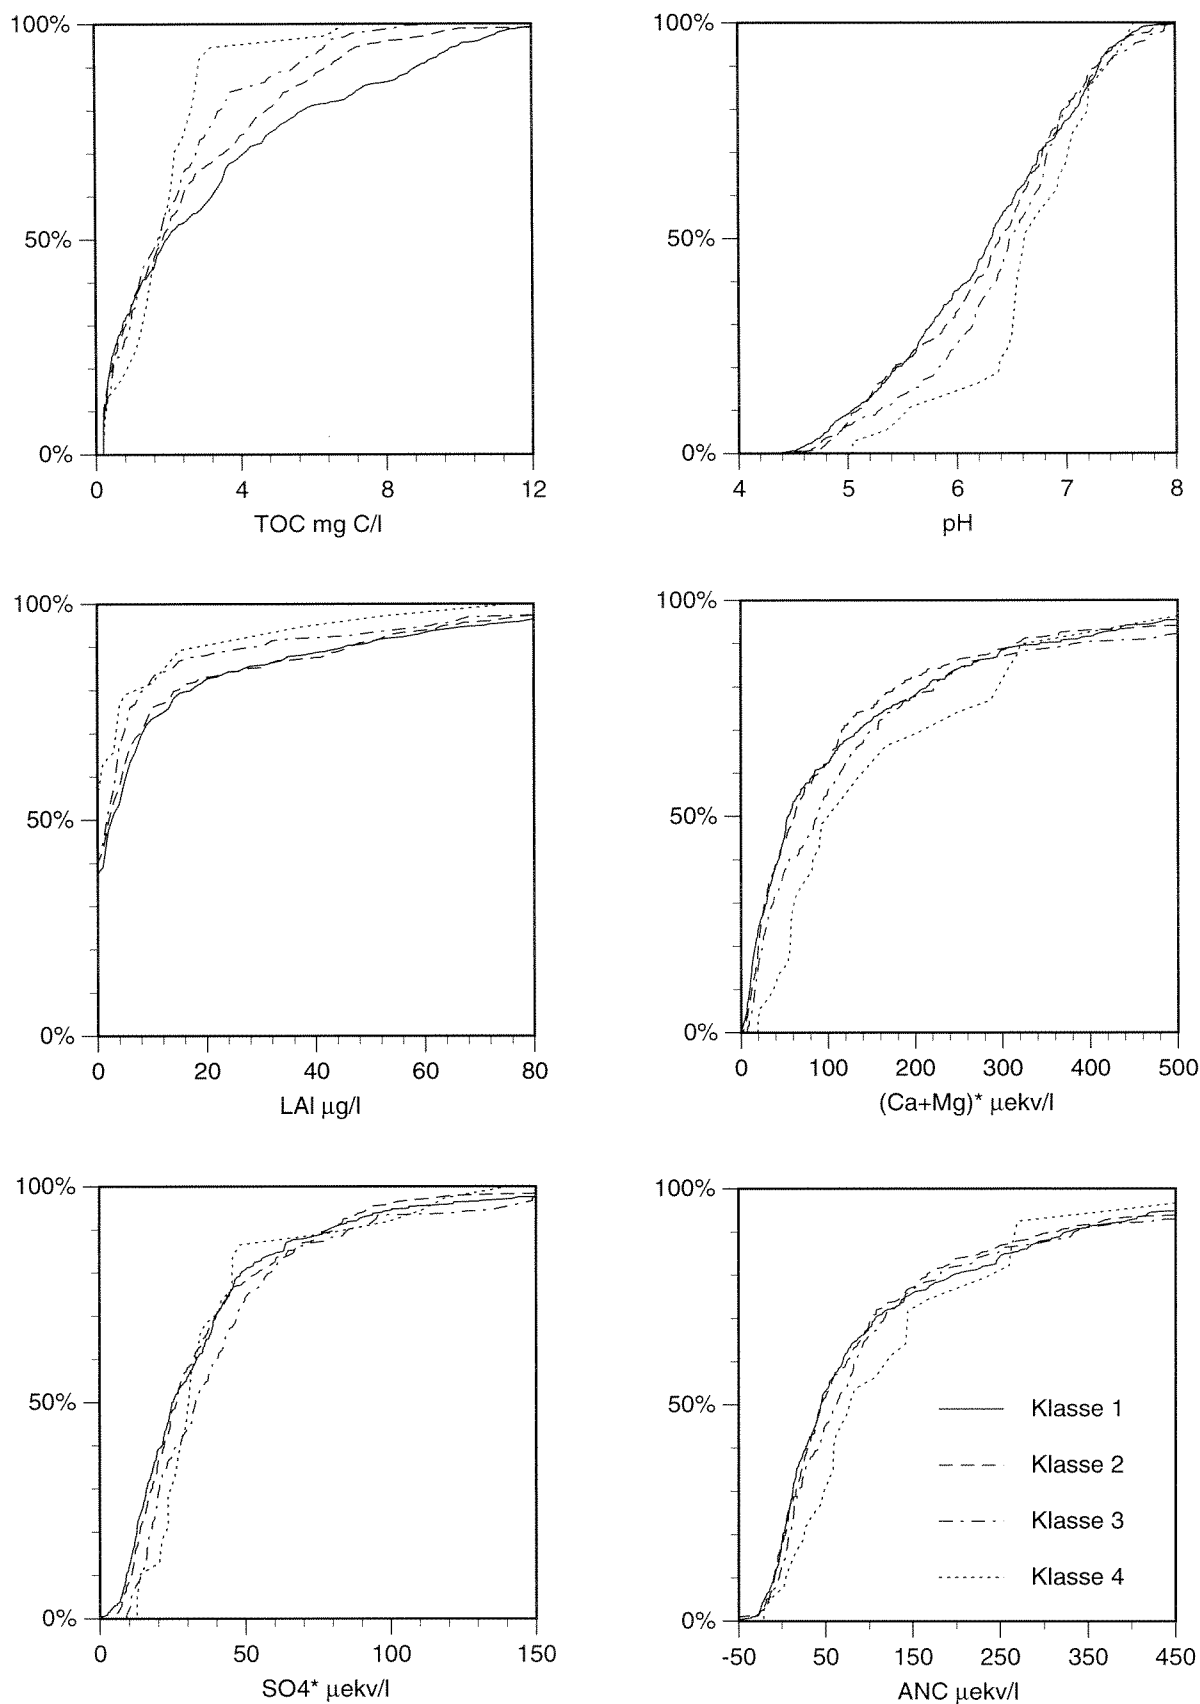 100%
50%
0%
0 4 8 12
TOC mg C/l
100%
50%
0%
4 5 6 7 8
pH
100%
50%
0%
0 20 40 60 80
LAl µg/l
100%
50%
0%
0 100 200 300 400 500
(Ca+Mg)* µekv/l
100%
50%
0%
0 50 100 150
SO4* µekv/l
100%
50%
0%
-50 50 150 250 350 450
ANC µekv/l
Klasse 1
Klasse 2
Klasse 3
Klasse 4